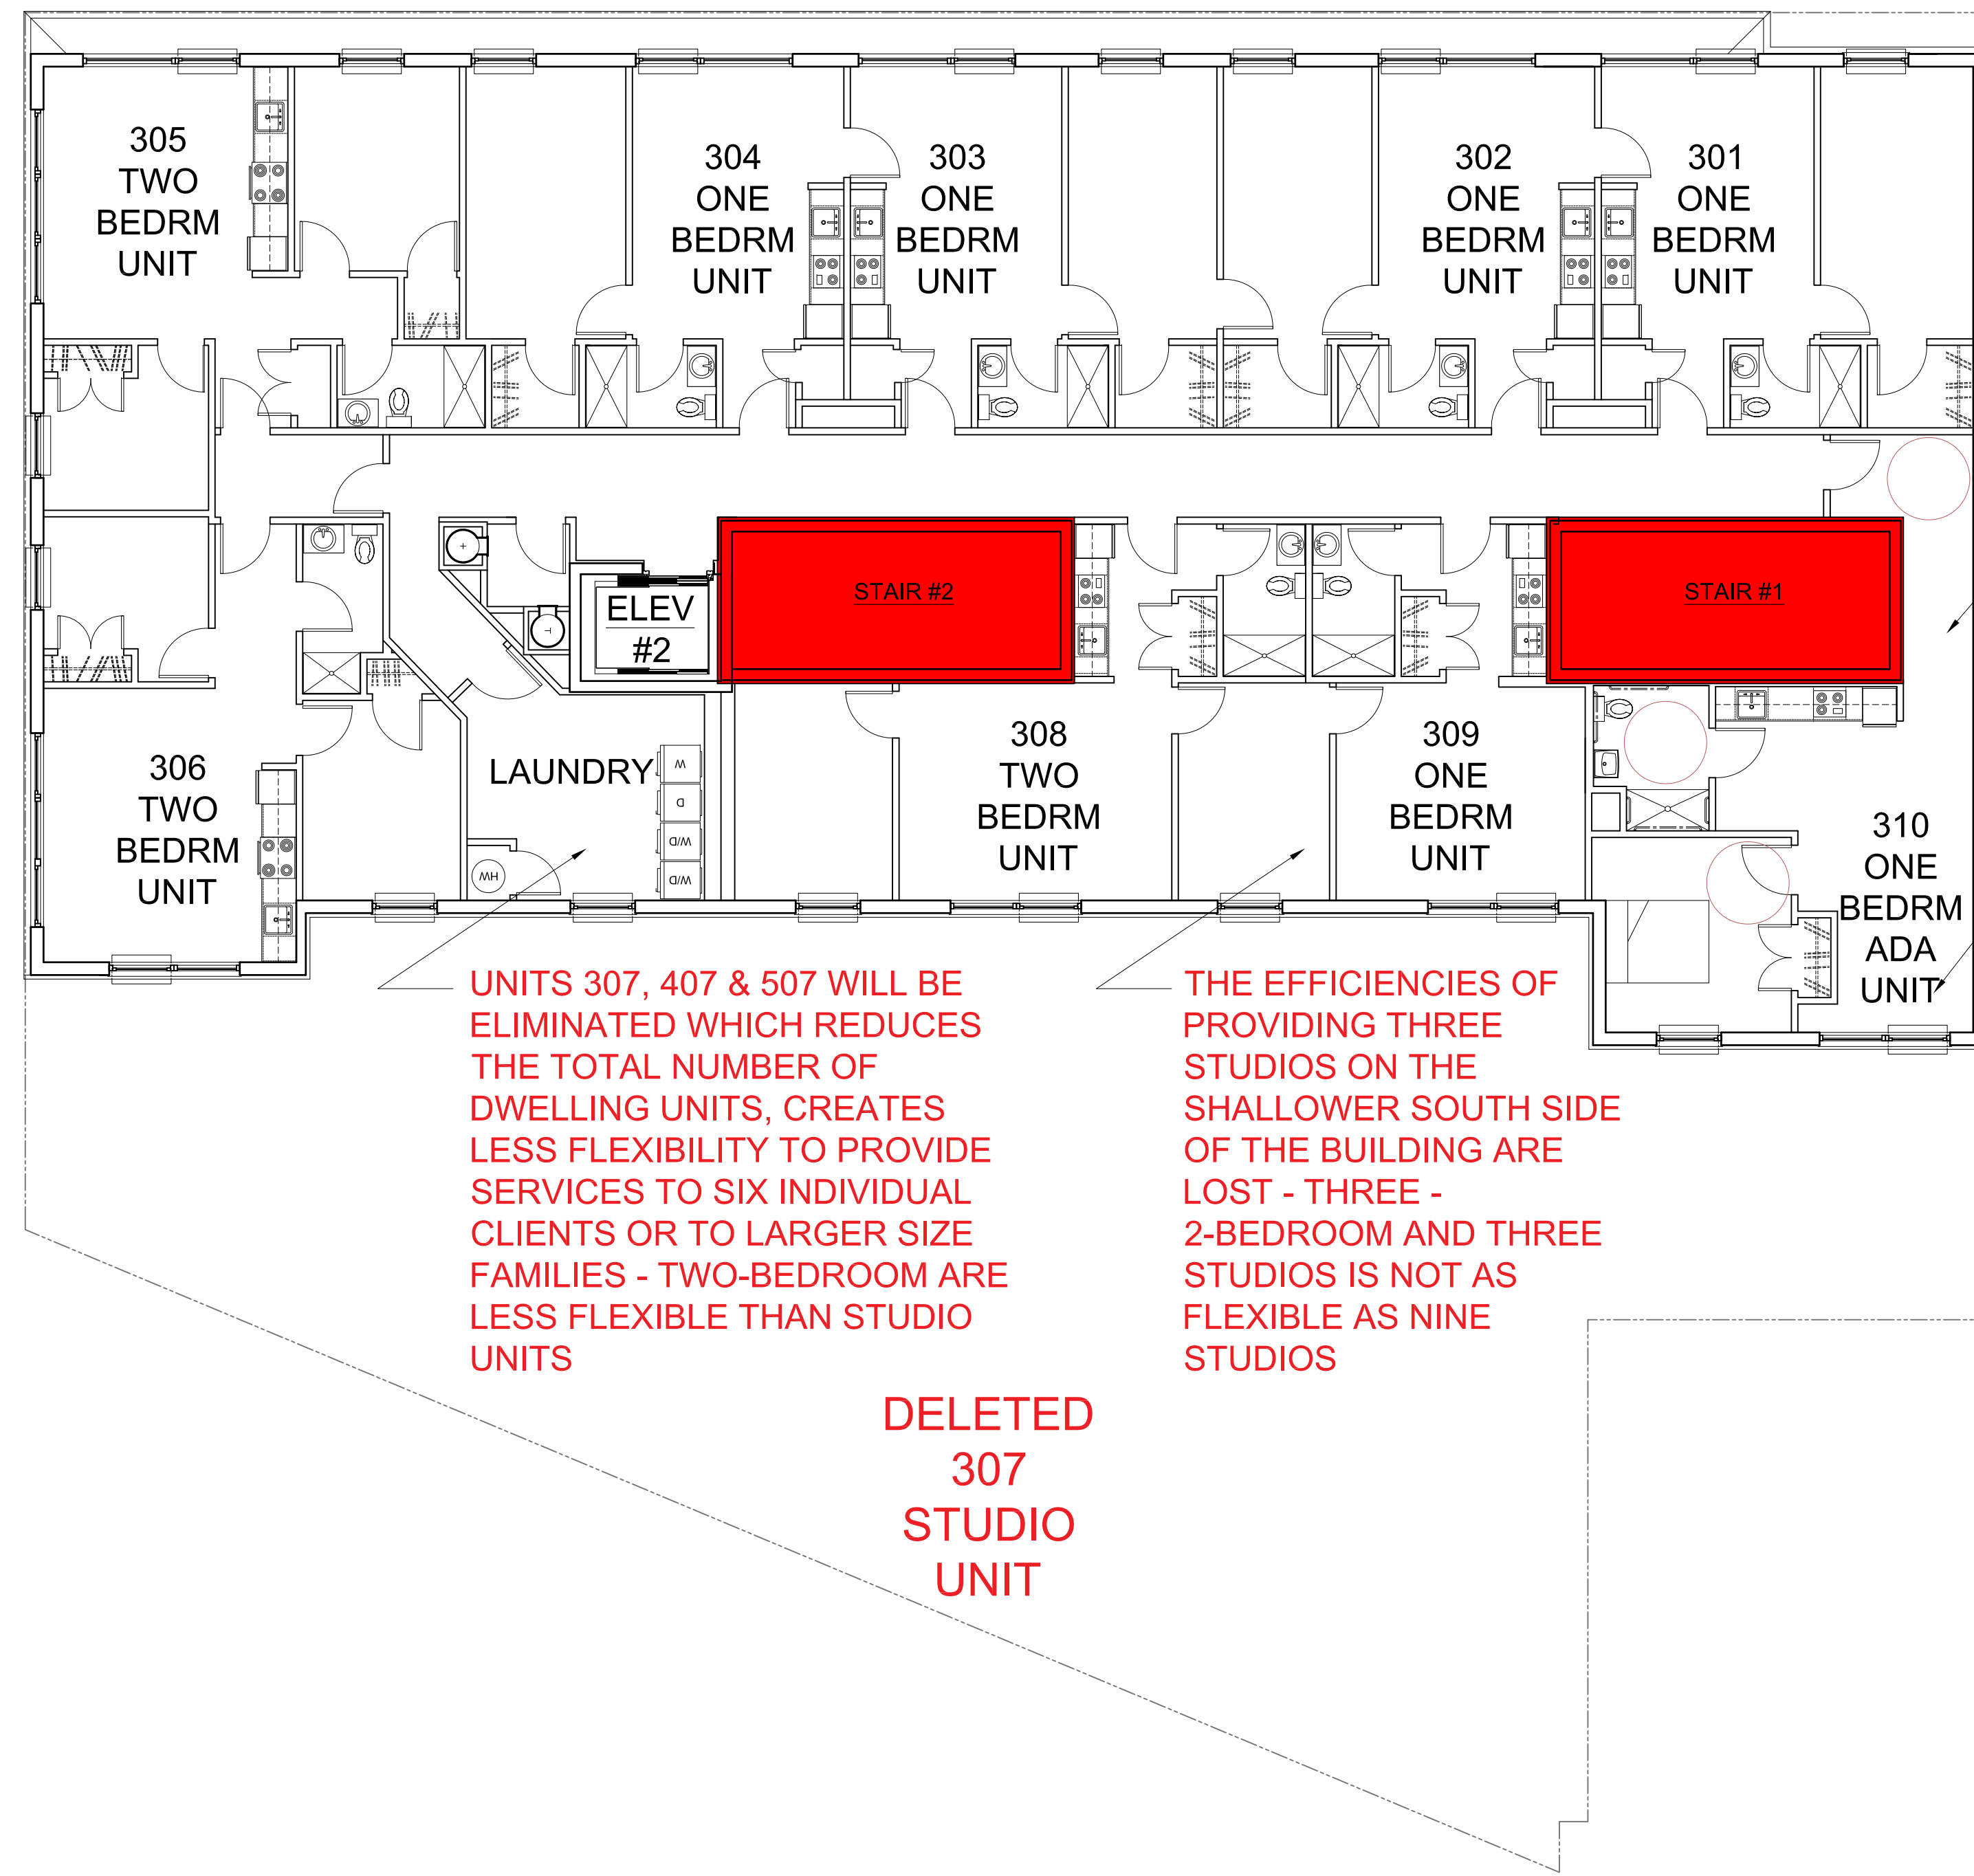 305
TWO
BEDRM
UNIT
304
ONE
BEDRM
UNIT
303
ONE
BEDRM
UNIT
302
ONE
BEDRM
UNIT
301
ONE
BEDRM
UNIT
ELEV
#2
STAIR #2
STAIR #1
306
TWO
BEDRM
UNIT
LAUNDRY
W
D
W/D
W/D
HW
308
TWO
BEDRM
UNIT
309
ONE
BEDRM
UNIT
310
ONE
BEDRM
ADA
UNIT
UNITS 307, 407 & 507 WILL BE
ELIMINATED WHICH REDUCES
THE TOTAL NUMBER OF
DWELLING UNITS, CREATES
LESS FLEXIBILITY TO PROVIDE
SERVICES TO SIX INDIVIDUAL
CLIENTS OR TO LARGER SIZE
FAMILIES - TWO-BEDROOM ARE
LESS FLEXIBLE THAN STUDIO
UNITS
THE EFFICIENCIES OF
PROVIDING THREE
STUDIOS ON THE
SHALLOWER SOUTH SIDE
OF THE BUILDING ARE
LOST - THREE -
2-BEDROOM AND THREE
STUDIOS IS NOT AS
FLEXIBLE AS NINE
STUDIOS
DELETED
307
STUDIO
UNIT